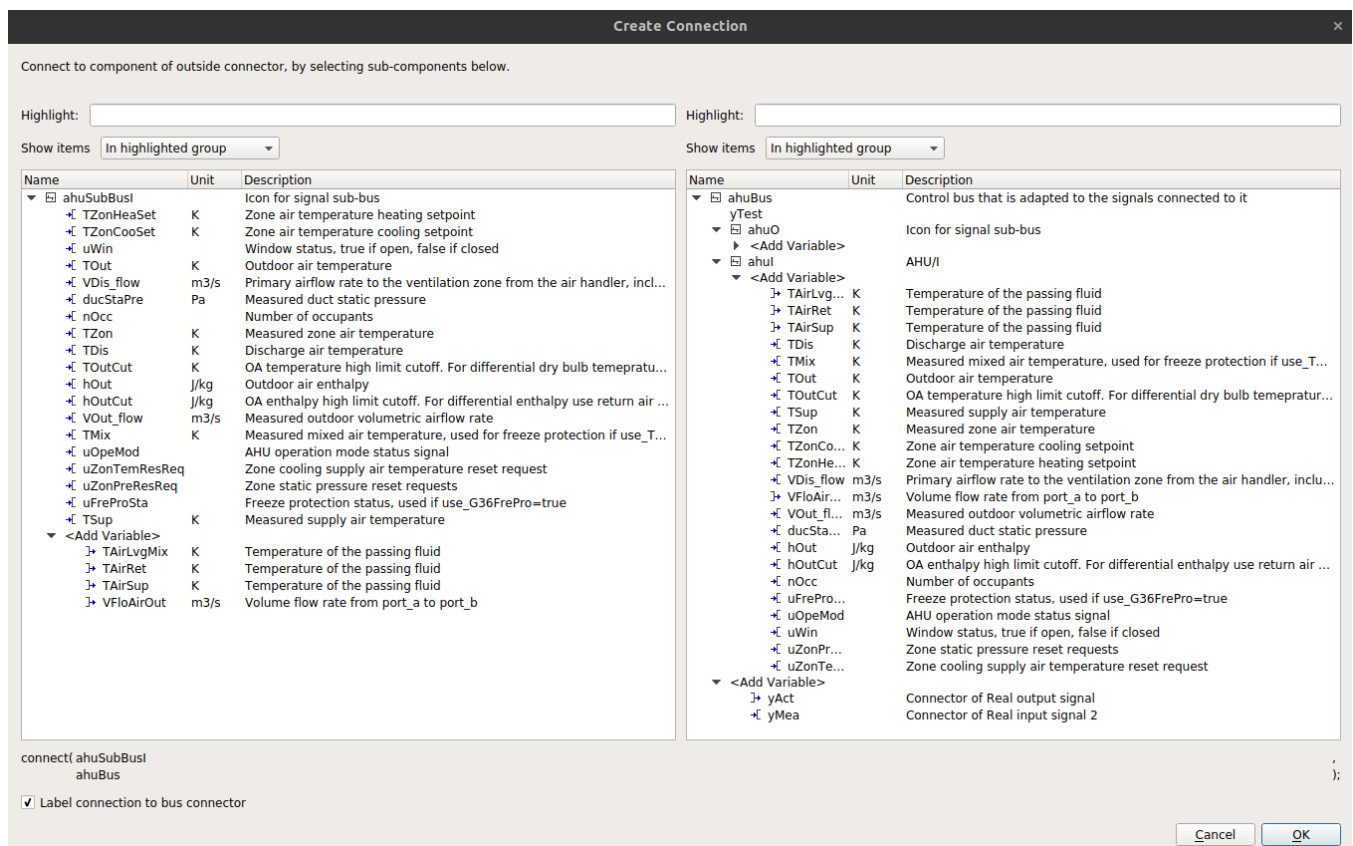 Create Connection ×
Connect to component of outside connector, by selecting sub-components below.
Highlight:
Show items In highlighted group
Name Unit Description
ahuSubBusI Icon for signal sub-bus
TZonHeaSet K Zone air temperature heating setpoint
TZonCooSet K Zone air temperature cooling setpoint
uWin Window status, true if open, false if closed
TOut K Outdoor air temperature
VDis_flow m3/s Primary airflow rate to the ventilation zone from the air handler, incl...
ducStaPre Pa Measured duct static pressure
nOcc Number of occupants
TZon K Measured zone air temperature
TDis K Discharge air temperature
TOutCut K OA temperature high limit cutoff. For differential dry bulb temepratu...
hOut J/kg Outdoor air enthalpy
hOutCut J/kg OA enthalpy high limit cutoff. For differential enthalpy use return air ...
VOut_flow m3/s Measured outdoor volumetric airflow rate
TMix K Measured mixed air temperature, used for freeze protection if use_T...
uOpeMod AHU operation mode status signal
uZonTemResReq Zone cooling supply air temperature reset request
uZonPreResReq Zone static pressure reset requests
uFreProSta Freeze protection status, used if use_G36FrePro=true
TSup K Measured supply air temperature
<Add Variable>
TAirLvgMix K Temperature of the passing fluid
TAirRet K Temperature of the passing fluid
TAirSup K Temperature of the passing fluid
VFloAirOut m3/s Volume flow rate from port_a to port_b
Highlight:
Show items In highlighted group
Name Unit Description
ahuBus Control bus that is adapted to the signals connected to it
yTest
ahuO Icon for signal sub-bus
<Add Variable>
ahuI AHU/I
<Add Variable>
TAirLvg... K Temperature of the passing fluid
TAirRet K Temperature of the passing fluid
TAirSup K Temperature of the passing fluid
TDis K Discharge air temperature
TMix K Measured mixed air temperature, used for freeze protection if use_T...
TOut K Outdoor air temperature
TOutCut K OA temperature high limit cutoff. For differential dry bulb temepratur...
TSup K Measured supply air temperature
TZon K Measured zone air temperature
TZonCo... K Zone air temperature cooling setpoint
TZonHe... K Zone air temperature heating setpoint
VDis_flow m3/s Primary airflow rate to the ventilation zone from the air handler, inclu...
VFloAir... m3/s Volume flow rate from port_a to port_b
VOut_fl... m3/s Measured outdoor volumetric airflow rate
ducSta... Pa Measured duct static pressure
hOut J/kg Outdoor air enthalpy
hOutCut J/kg OA enthalpy high limit cutoff. For differential enthalpy use return air ...
nOcc Number of occupants
uFrePro... Freeze protection status, used if use_G36FrePro=true
uOpeMod AHU operation mode status signal
uWin Window status, true if open, false if closed
uZonPr... Zone static pressure reset requests
uZonTe... Zone cooling supply air temperature reset request
<Add Variable>
yAct Connector of Real output signal
yMea Connector of Real input signal 2
connect( ahuSubBusI ,
ahuBus );
Label connection to bus connector
Cancel OK